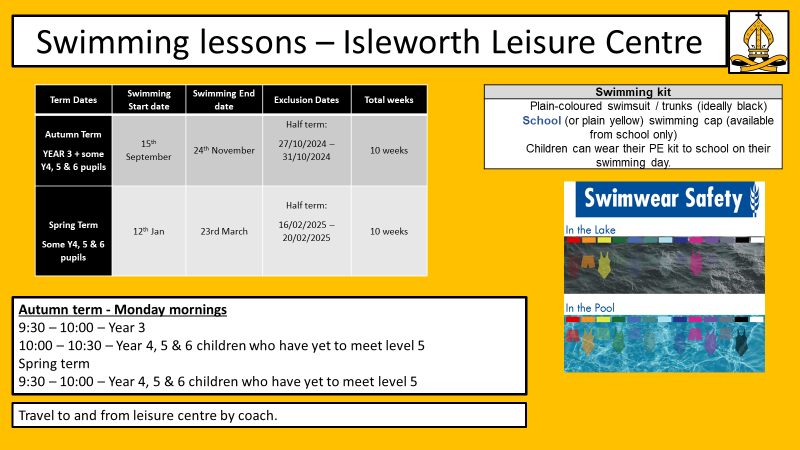 Swimming lessons – Isleworth Leisure Centre
Term Dates
Swimming
Start date
Swimming End
date
Exclusion Dates
Total weeks
Autumn Term
YEAR 3 + some
Y4, 5 & 6 pupils
15th
September
24th November
Half term:
27/10/2024 –
31/10/2024
10 weeks
Spring Term
Some Y4, 5 & 6
pupils
12th Jan
23rd March
Half term:
16/02/2025 –
20/02/2025
10 weeks
Swimming kit
Plain-coloured swimsuit / trunks (ideally black)
School (or plain yellow) swimming cap (available
from school only)
Children can wear their PE kit to school on their
swimming day.
Swimwear Safety
In the Lake
In the Pool
Autumn term - Monday mornings
9:30 – 10:00 – Year 3
10:00 – 10:30 – Year 4, 5 & 6 children who have yet to meet level 5
Spring term
9:30 – 10:00 – Year 4, 5 & 6 children who have yet to meet level 5
Travel to and from leisure centre by coach.